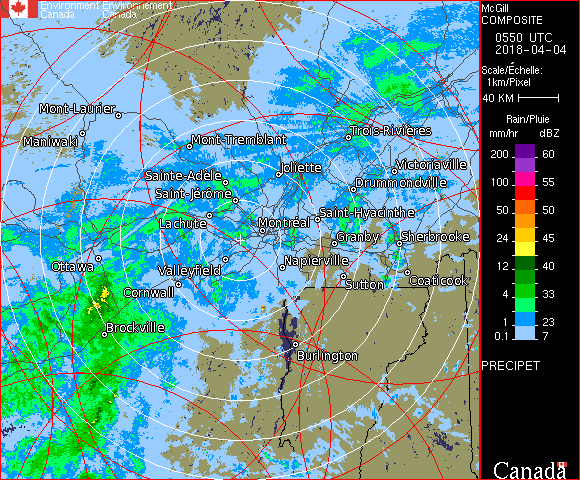 Environment Environnement
Canada Canada
McGill
COMPOSITE
0550 UTC
2018-04-04
Scale/Échelle:
1km/Pixel
40 KM
Rain/Pluie
mm/hr dBZ
200 60
100 55
50 50
24 45
12 40
4 33
1 23
0.1 7
PRECIPET
Canada
Mont-Laurier
Maniwaki
Mont-Tremblant
Trois-Rivières
Joliette
Victoriaville
Sainte-Adèle
Drummondville
Saint-Jérôme
Saint-Hyacinthe
Lachute
Montréal
Granby
Sherbrooke
Ottawa
Valleyfield
Napierville
Coaticook
Sutton
Cornwall
Brockville
Burlington